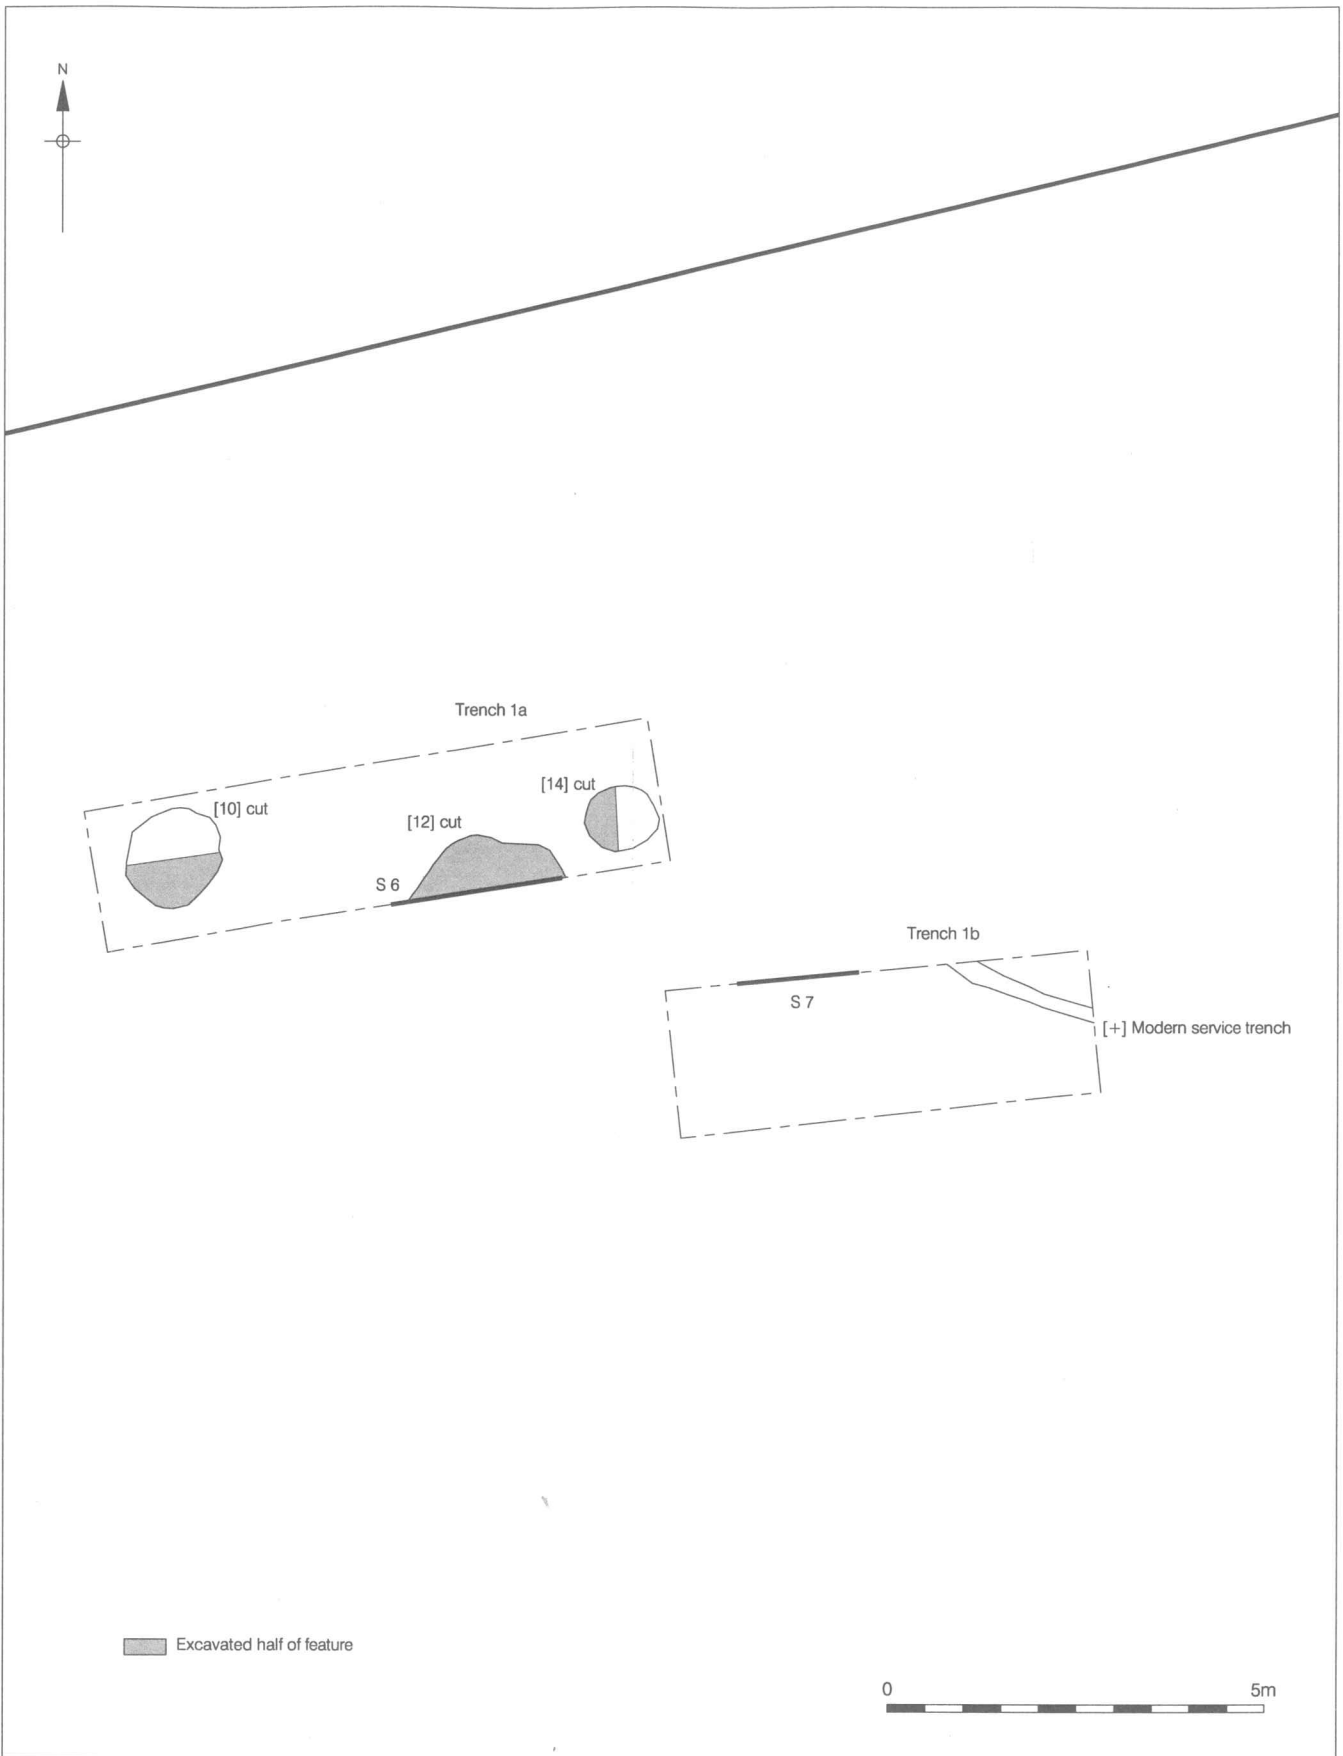 N
Trench 1a
[14] cut
[10] cut
[12] cut
S 6
Trench 1b
S 7
[+] Modern service trench
Excavated half of feature
0 5m